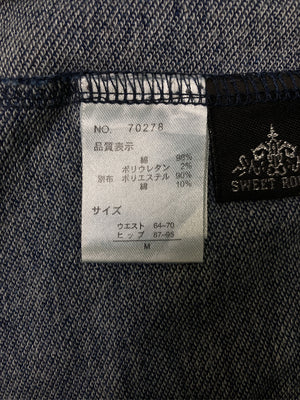 NO. 70278
品質表示
綿 98%
ポリウレタン 2%
別布 ポリエステル 90%
綿 10%
サイズ
ウエスト 64-70
ヒップ 87-95
M
SWEET RO